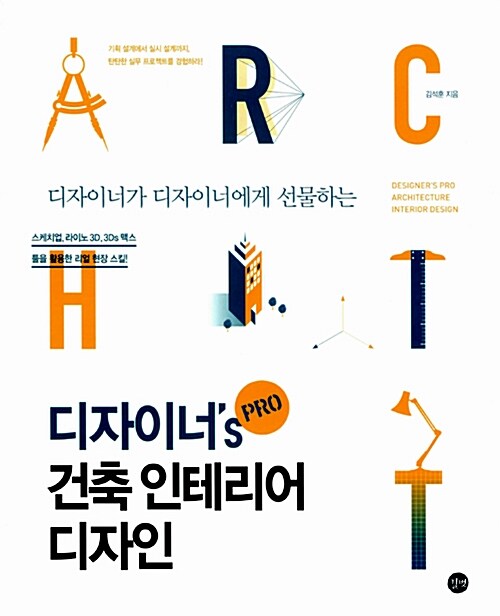 기획 설계에서 실시 설계까지,
탄탄한 실무 프로젝트를 경험하라!
A R C
김석훈 지음
디자이너가 디자이너에게 선물하는
DESIGNER'S PRO
ARCHITECTURE
INTERIOR DESIGN
스케치업, 라이노 3D, 3Ds 맥스
툴을 활용한 리얼 현장 스킬!
H I T
디자이너's PRO
건축 인테리어
디자인
T
길벗